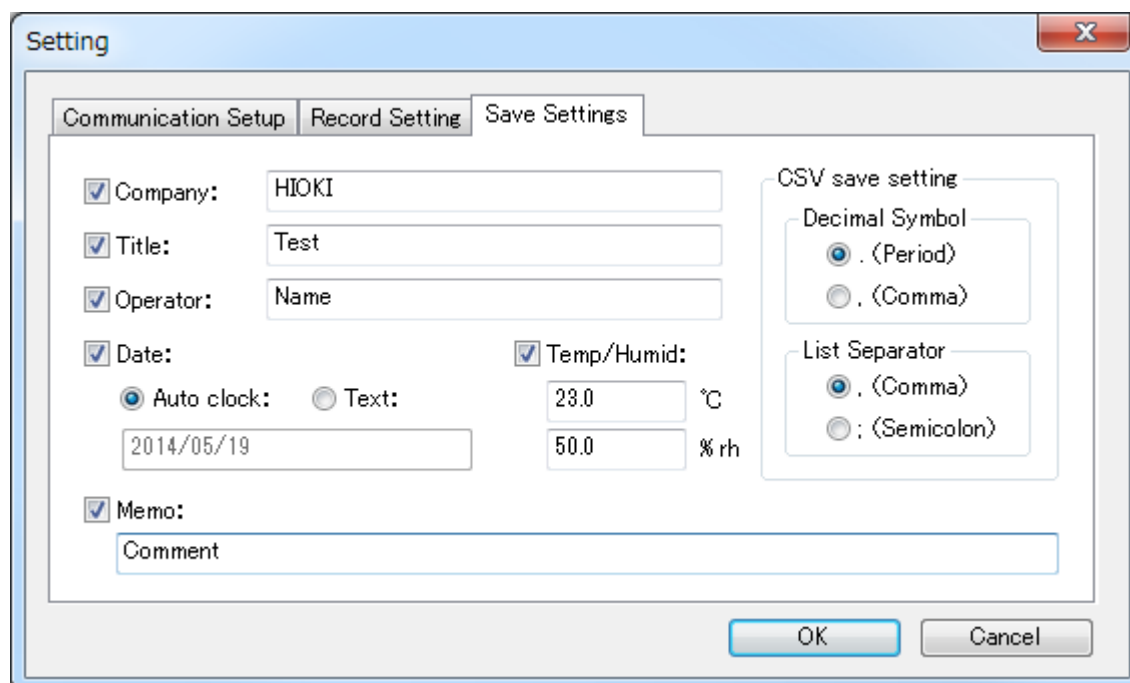 Setting
Communication Setup Record Setting Save Settings
Company: HIOKI
Title: Test
Operator: Name
Date:
Auto clock: Text:
2014/05/19
Temp/Humid:
23.0 ℃
50.0 % rh
Memo:
Comment
CSV save setting
Decimal Symbol
. (Period)
, (Comma)
List Separator
, (Comma)
; (Semicolon)
OK Cancel